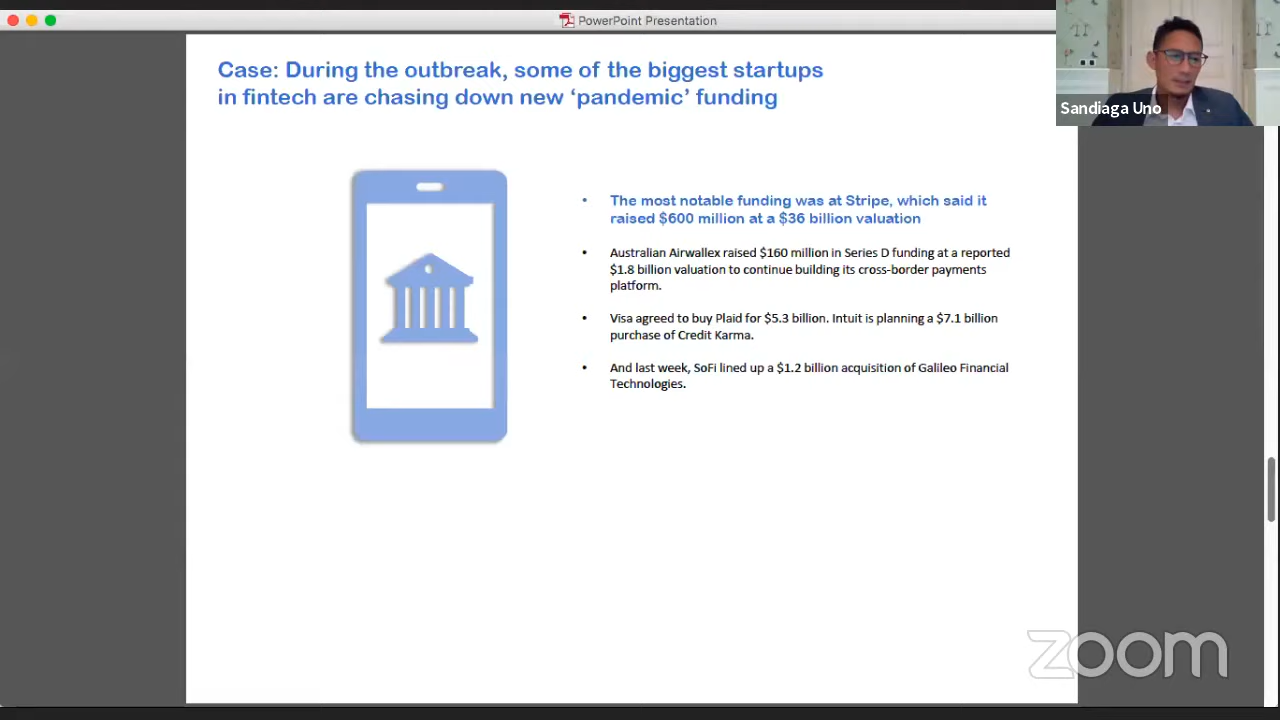 PowerPoint Presentation
Case: During the outbreak, some of the biggest startups
in fintech are chasing down new ‘pandemic’ funding
Sandiaga Uno
• The most notable funding was at Stripe, which said it
raised $600 million at a $36 billion valuation
• Australian Airwallex raised $160 million in Series D funding at a reported
$1.8 billion valuation to continue building its cross-border payments
platform.
• Visa agreed to buy Plaid for $5.3 billion. Intuit is planning a $7.1 billion
purchase of Credit Karma.
• And last week, SoFi lined up a $1.2 billion acquisition of Galileo Financial
Technologies.
zoom